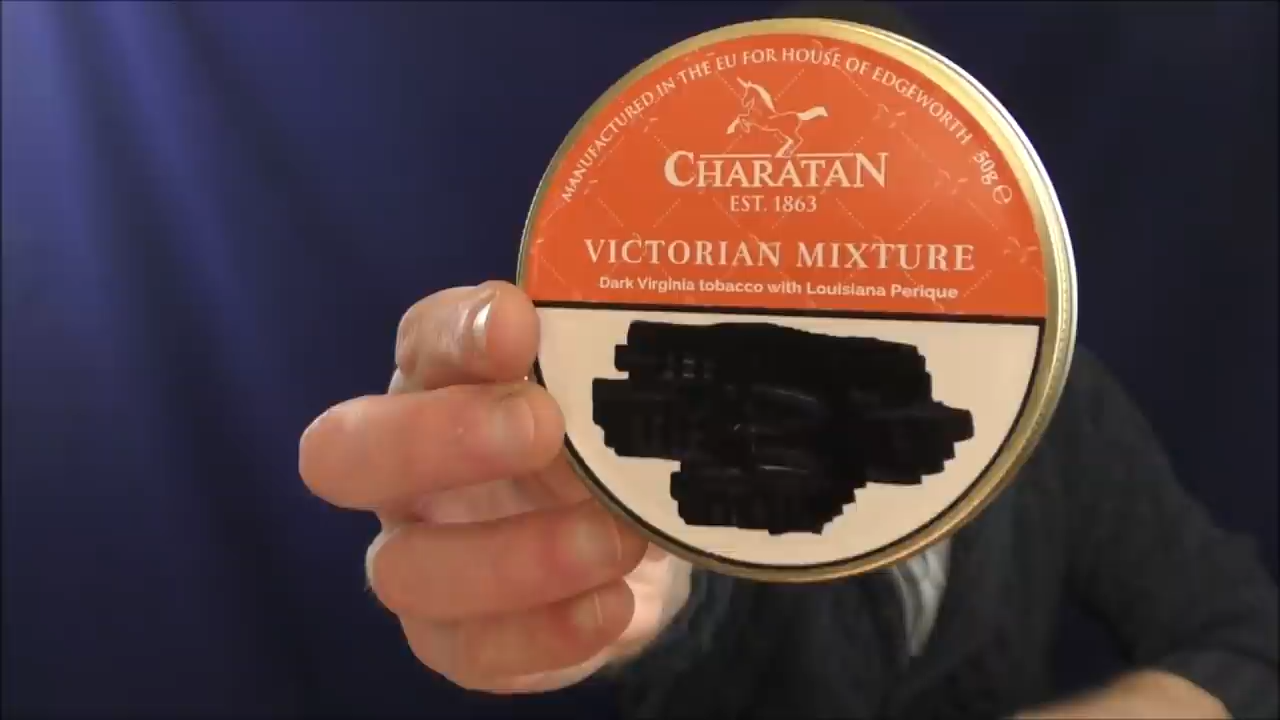 MANUFACTURED IN THE EU FOR HOUSE OF EDGEWORTH 50g ℮
CHARATAN
EST. 1863
VICTORIAN MIXTURE
Dark Virginia tobacco with Louisiana Perique